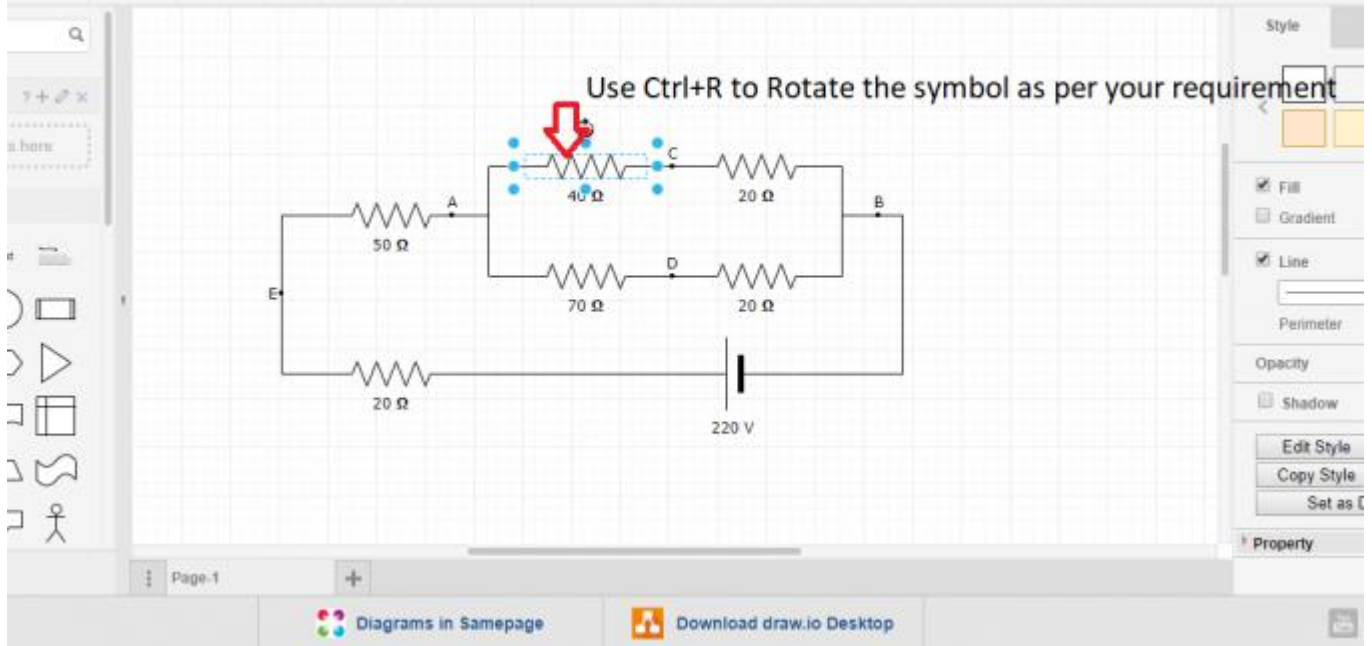 Style
Use Ctrl+R to Rotate the symbol as per your requirement
? + ×
C
40 Ω
20 Ω
A
B
Fill
Gradient
50 Ω
D
Line
E
70 Ω
20 Ω
Perimeter
Opacity
20 Ω
Shadow
220 V
Edit Style
Copy Style
Set as
Property
Page-1
Diagrams in Samepage
Download draw.io Desktop